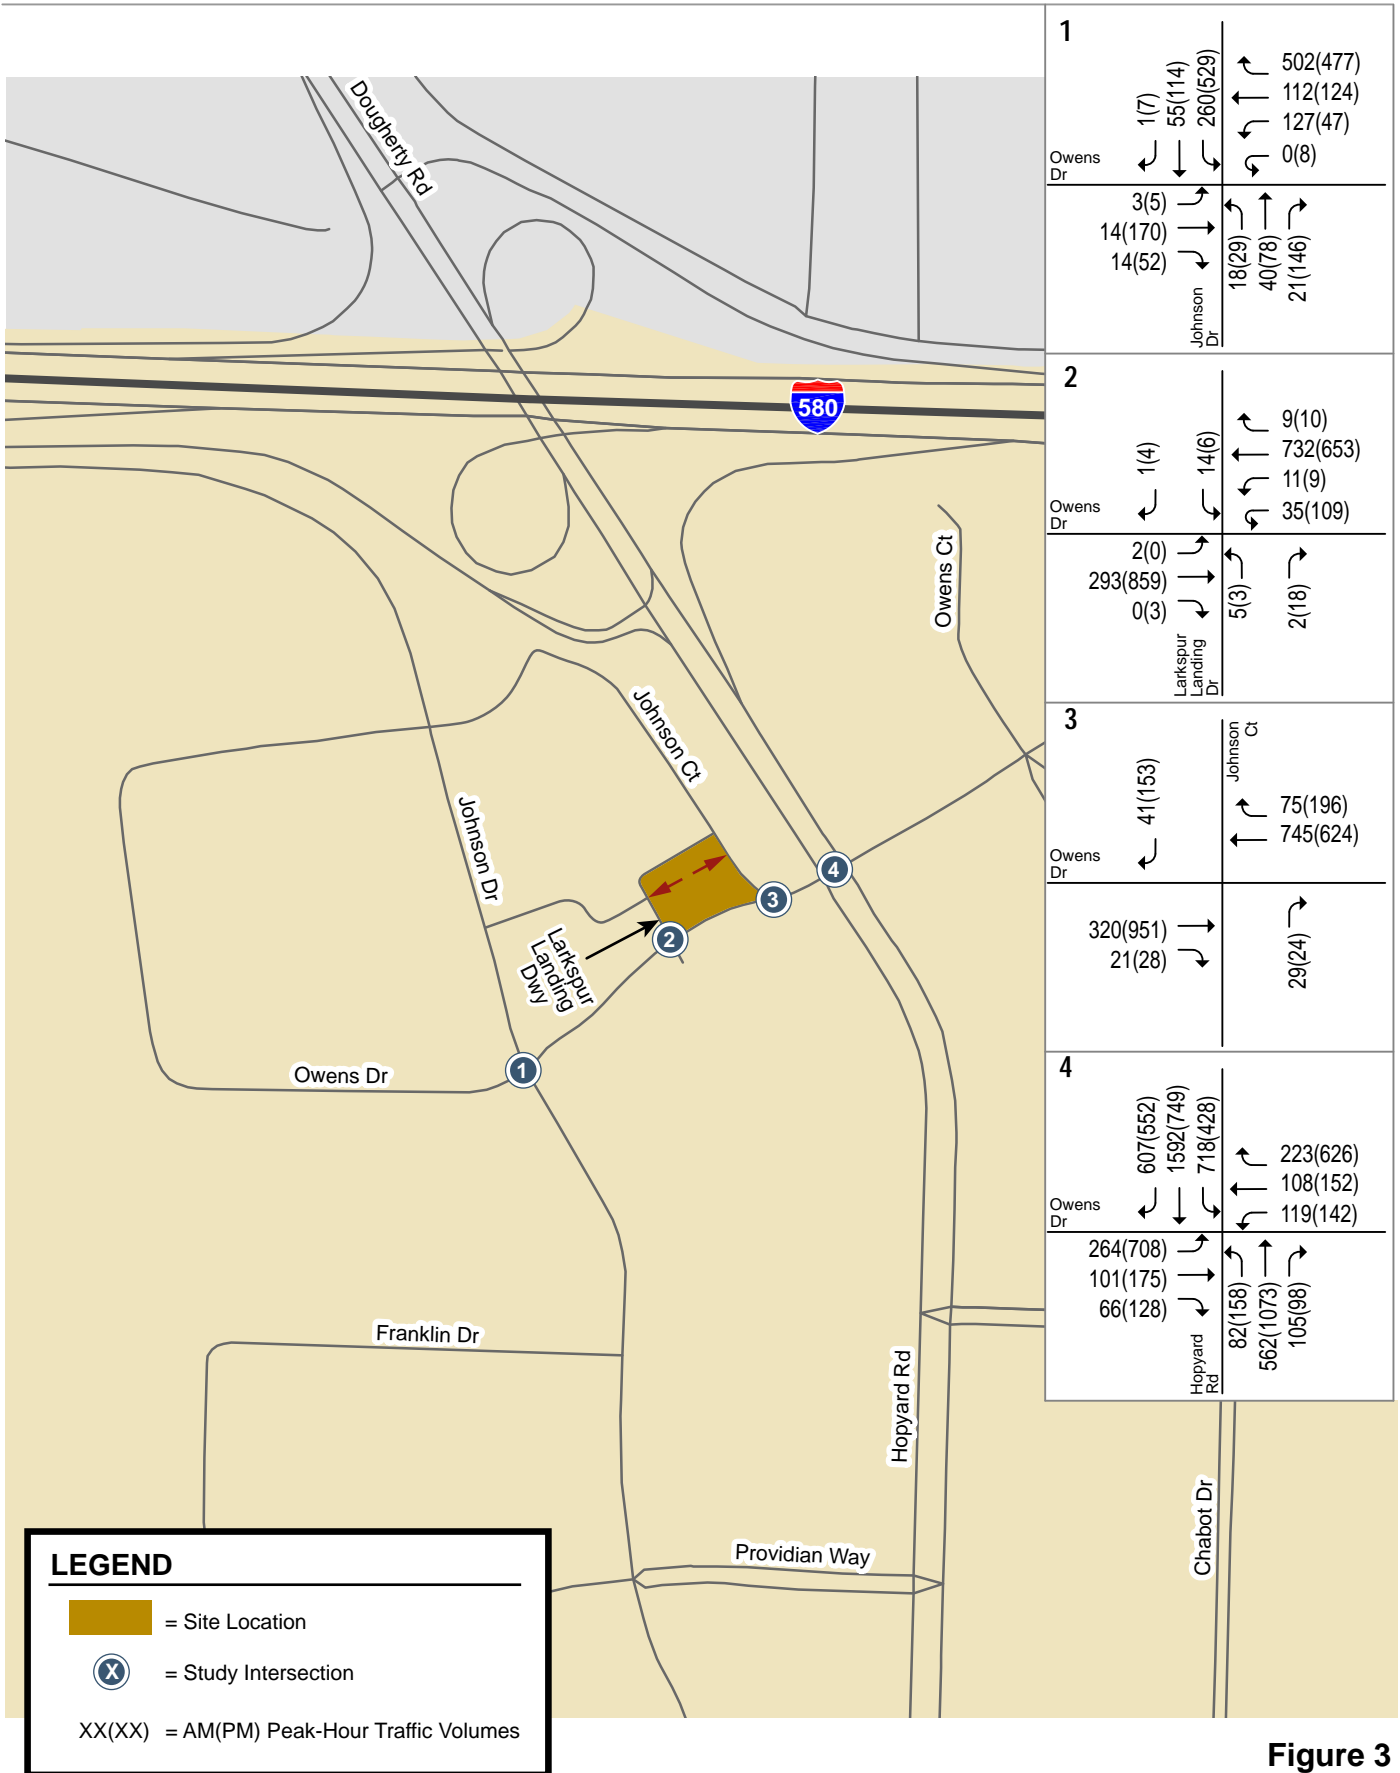 Dougherty Rd
580
Owens Ct
Johnson Ct
Johnson Dr
4
3
2
Larkspur
Landing
Dwy
1
Owens Dr
Franklin Dr
Hopyard Rd
Providian Way
Chabot Dr
1
1(7)
55(114)
260(529)
502(477)
112(124)
127(47)
0(8)
Owens
Dr
3(5)
14(170)
14(52)
18(29)
40(78)
21(146)
Johnson
Dr
2
1(4)
14(6)
9(10)
732(653)
11(9)
35(109)
Owens
Dr
2(0)
293(859)
0(3)
5(3)
2(18)
Larkspur
Landing
Dr
3
Johnson
Ct
41(153)
75(196)
745(624)
Owens
Dr
320(951)
21(28)
29(24)
4
607(552)
1592(749)
718(428)
223(626)
108(152)
119(142)
Owens
Dr
264(708)
101(175)
66(128)
82(158)
562(1073)
105(98)
Hopyard
Rd
LEGEND
= Site Location
X = Study Intersection
XX(XX) = AM(PM) Peak-Hour Traffic Volumes
Figure 3